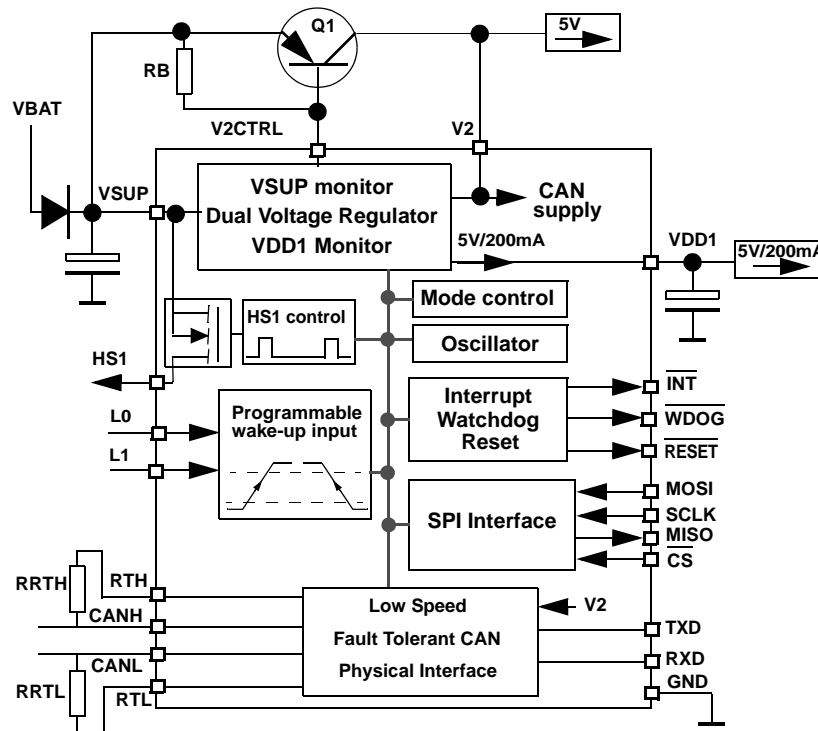 Q1
5V
RB
VBAT
V2CTRL
V2
VSUP
VSUP monitor
Dual Voltage Regulator
VDD1 Monitor
CAN
supply
5V/200mA
VDD1
5V/200mA
Mode control
HS1 control
Oscillator
HS1
Programmable
wake-up input
L0
L1
Interrupt
Watchdog
Reset
INT
WDOG
RESET
SPI Interface
MOSI
SCLK
MISO
CS
RRTH
RTH
CANH
CANL
RRTL
RTL
Low Speed
Fault Tolerant CAN
Physical Interface
V2
TXD
RXD
GND